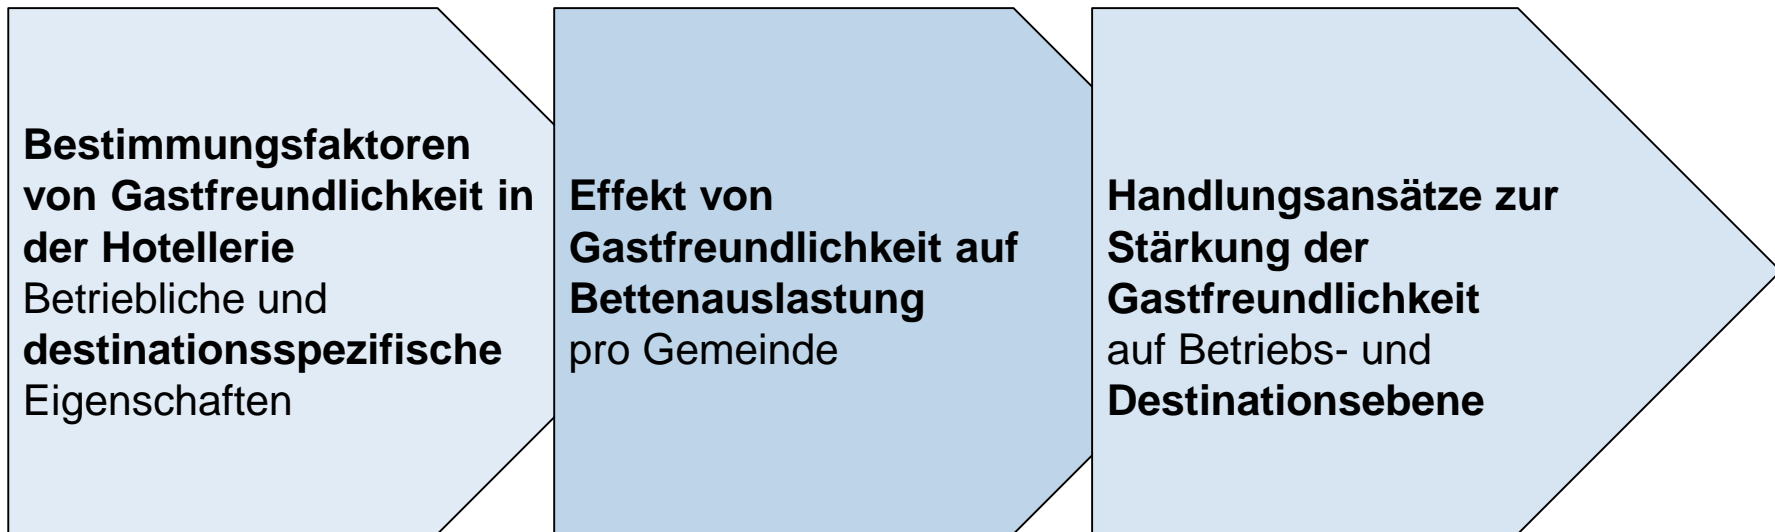 Bestimmungsfaktoren
von Gastfreundlichkeit in
der Hotellerie
Betriebliche und
destinationsspezifische
Eigenschaften
Effekt von
Gastfreundlichkeit auf
Bettenauslastung
pro Gemeinde
Handlungsansätze zur
Stärkung der
Gastfreundlichkeit
auf Betriebs- und
Destinationsebene